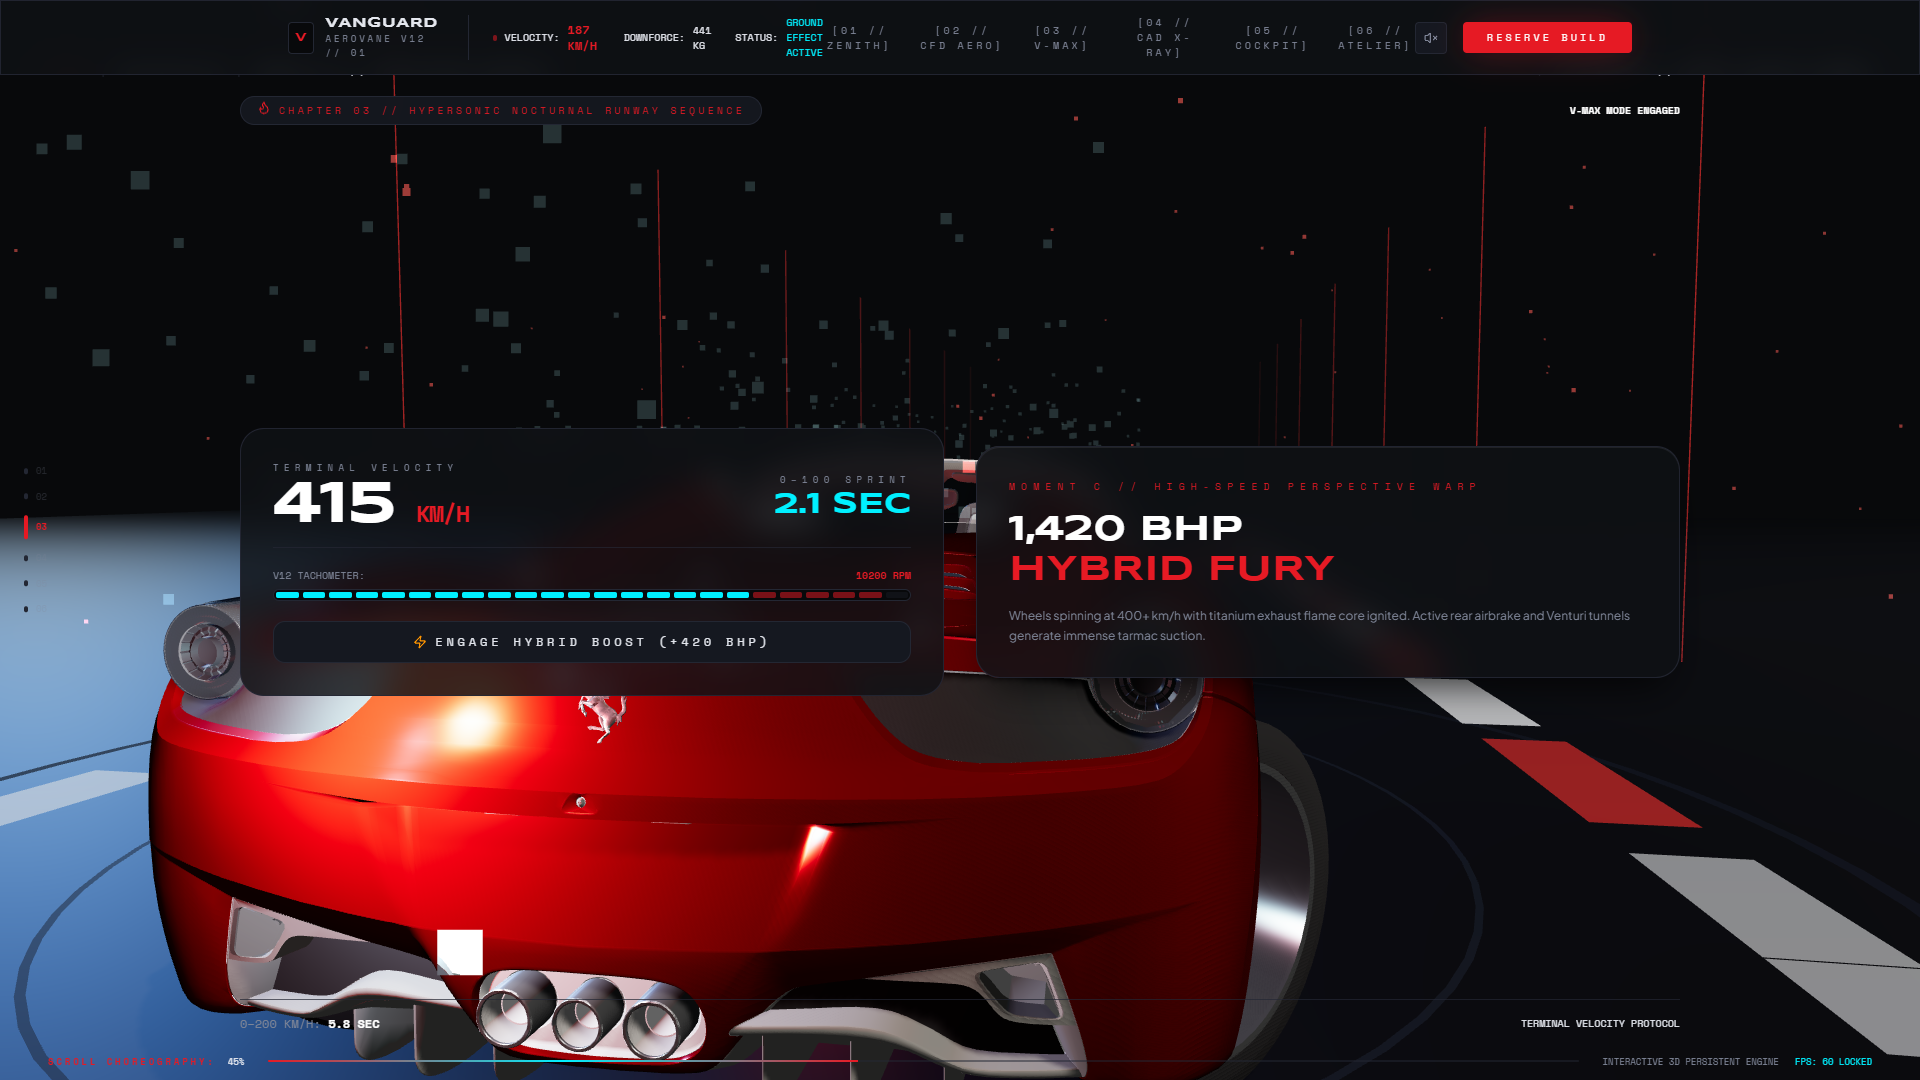 V
VANGUARD
AEROVANE V12
// 01
VELOCITY:
187
KM/H
DOWNFORCE:
441
KG
STATUS:
GROUND
EFFECT
ACTIVE
[01 //
ZENITH]
[02 //
CFD AERO]
[03 //
V-MAX]
[04 //
CAD X-
RAY]
[05 //
COCKPIT]
[06 //
ATELIER]
RESERVE BUILD
CHAPTER 03 // HYPERSONIC NOCTURNAL RUNWAY SEQUENCE
V-MAX MODE ENGAGED
01
02
03
TERMINAL VELOCITY
415 KM/H
0-100 SPRINT
2.1 SEC
V12 TACHOMETER:
10200 RPM
ENGAGE HYBRID BOOST (+420 BHP)
MOMENT C // HIGH-SPEED PERSPECTIVE WARP
1,420 BHP
HYBRID FURY
Wheels spinning at 400+ km/h with titanium exhaust flame core ignited. Active rear airbrake and Venturi tunnels
generate immense tarmac suction.
0-200 KM/H: 5.8 SEC
TERMINAL VELOCITY PROTOCOL
SCROLL CHOREOGRAPHY: 45%
INTERACTIVE 3D PERSISTENT ENGINE
FPS: 60 LOCKED